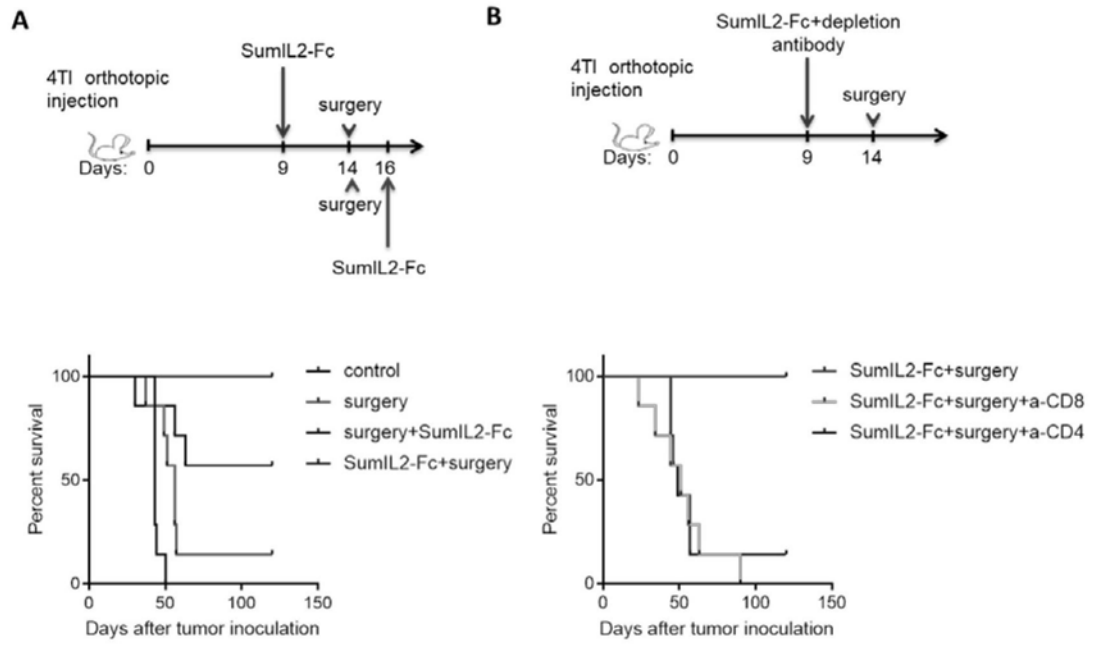 A
SumIL2-Fc
4TI orthotopic
injection
surgery
Days: 0 9 14 16
surgery
SumIL2-Fc
100
50
0
0 50 100 150
Percent survival
Days after tumor inoculation
control
surgery
surgery+SumIL2-Fc
SumIL2-Fc+surgery
B
SumIL2-Fc+depletion
antibody
4TI orthotopic
injection
surgery
Days: 0 9 14
100
50
0
0 50 100 150
Percent survival
Days after tumor inoculation
SumIL2-Fc+surgery
SumIL2-Fc+surgery+a-CD8
SumIL2-Fc+surgery+a-CD4